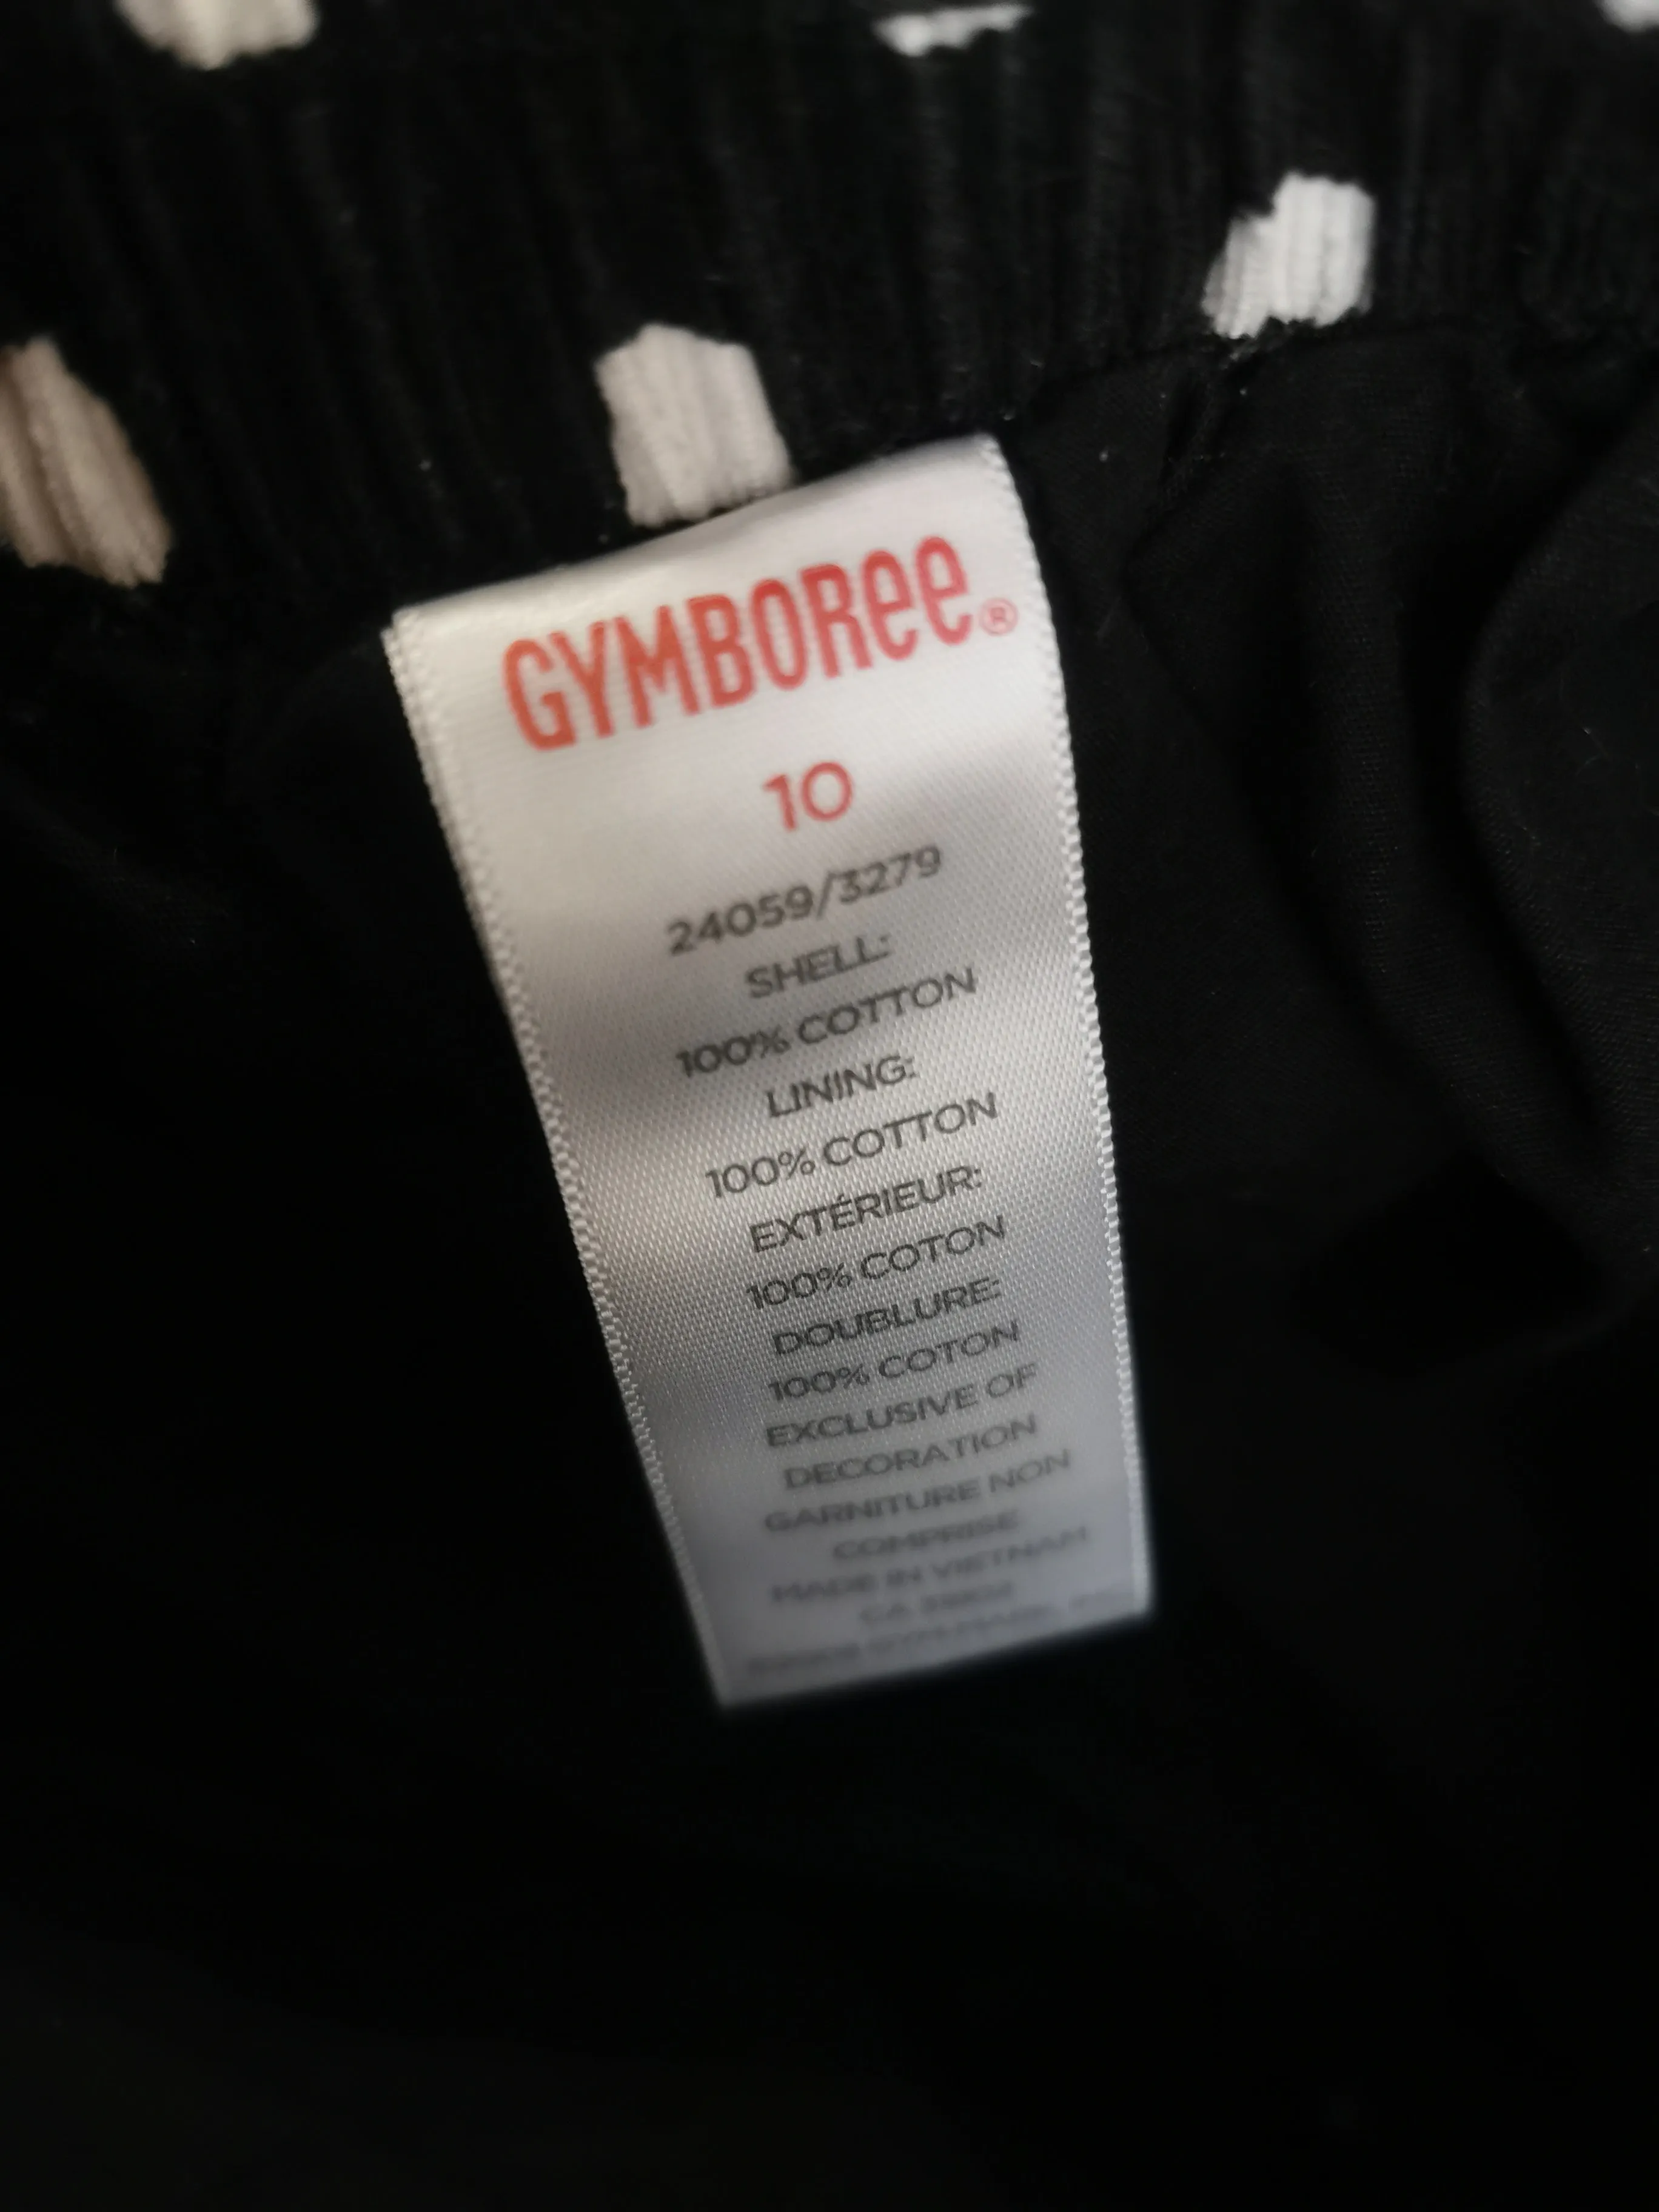 GYMBOREE®
10
24059/3279
SHELL:
100% COTTON
LINING:
100% COTTON
EXTÉRIEUR:
100% COTON
DOUBLURE:
100% COTON
EXCLUSIVE OF
DECORATION
GARNITURE NON
COMPRISE
MADE IN VIETNAM
CA